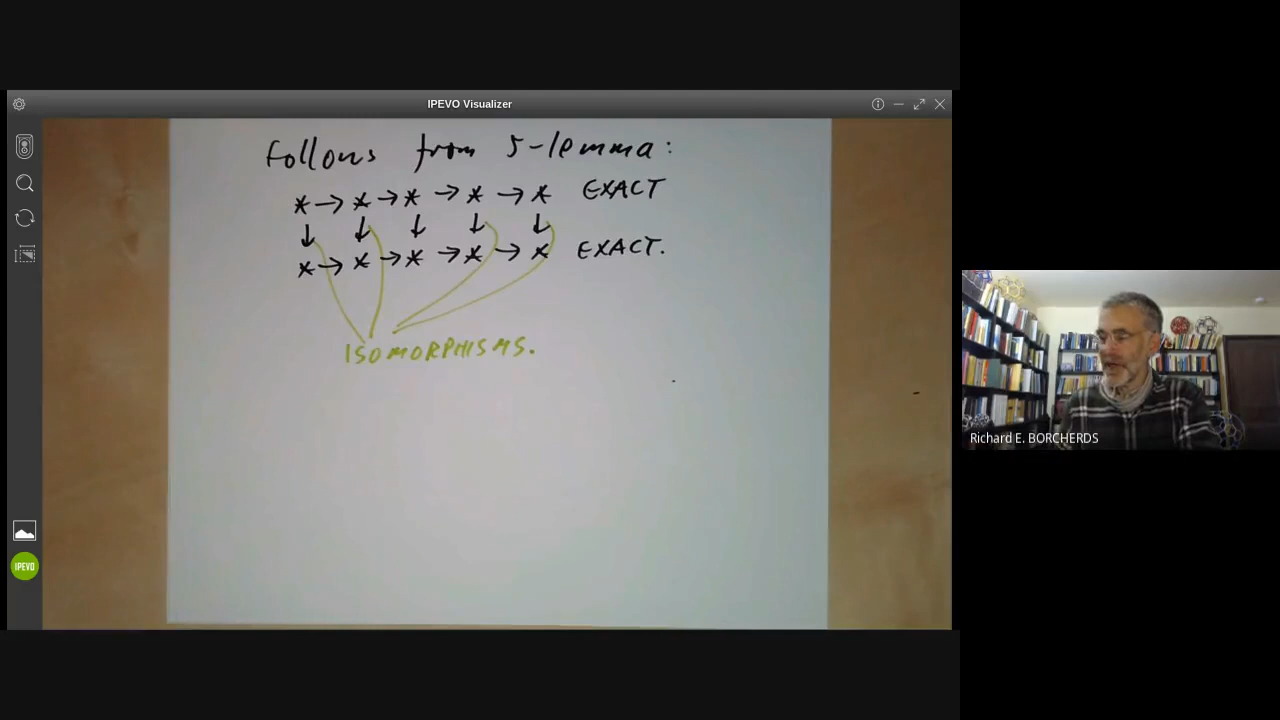 IPEVO Visualizer
Follows from 5-lemma:
* → * → * → * → * EXACT
↓ ↓ ↓ ↓ ↓
* → * → * → * → * EXACT.
ISOMORPHISMS.
IPEVO
Richard E. BORCHERDS